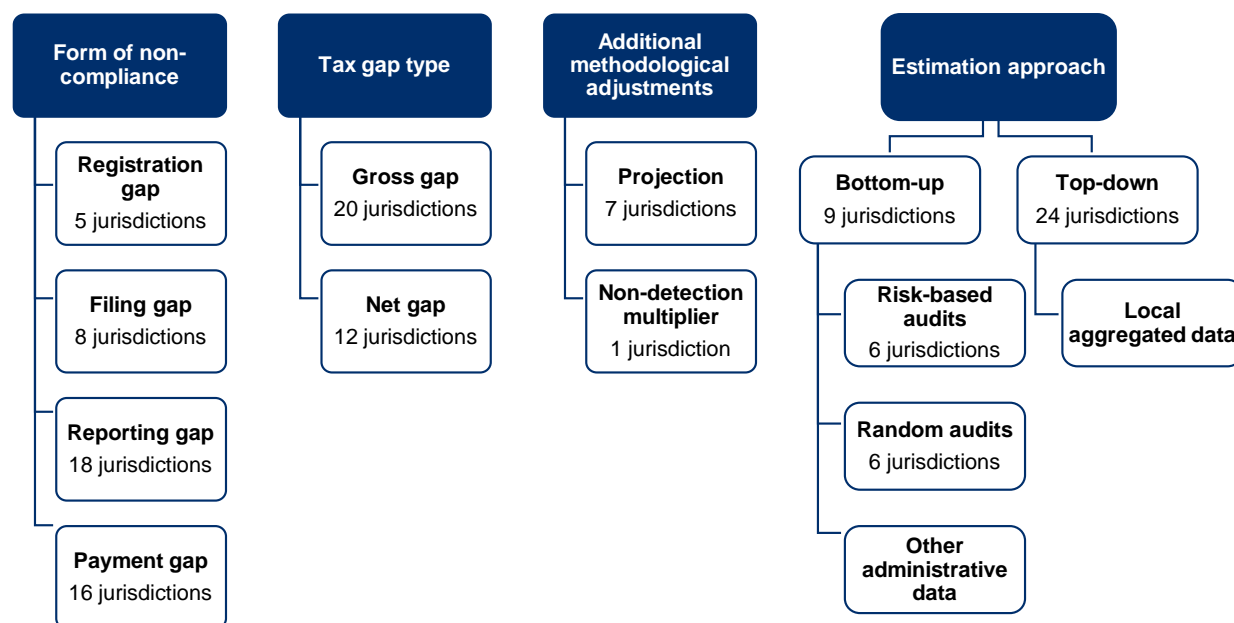 Form of non-
compliance
Registration
gap
5 jurisdictions
Filing gap
8 jurisdictions
Reporting gap
18 jurisdictions
Payment gap
16 jurisdictions
Tax gap type
Gross gap
20 jurisdictions
Net gap
12 jurisdictions
Additional
methodological
adjustments
Projection
7 jurisdictions
Non-detection
multiplier
1 jurisdiction
Estimation approach
Bottom-up
9 jurisdictions
Risk-based
audits
6 jurisdictions
Random audits
6 jurisdictions
Other
administrative
data
Top-down
24 jurisdictions
Local
aggregated data